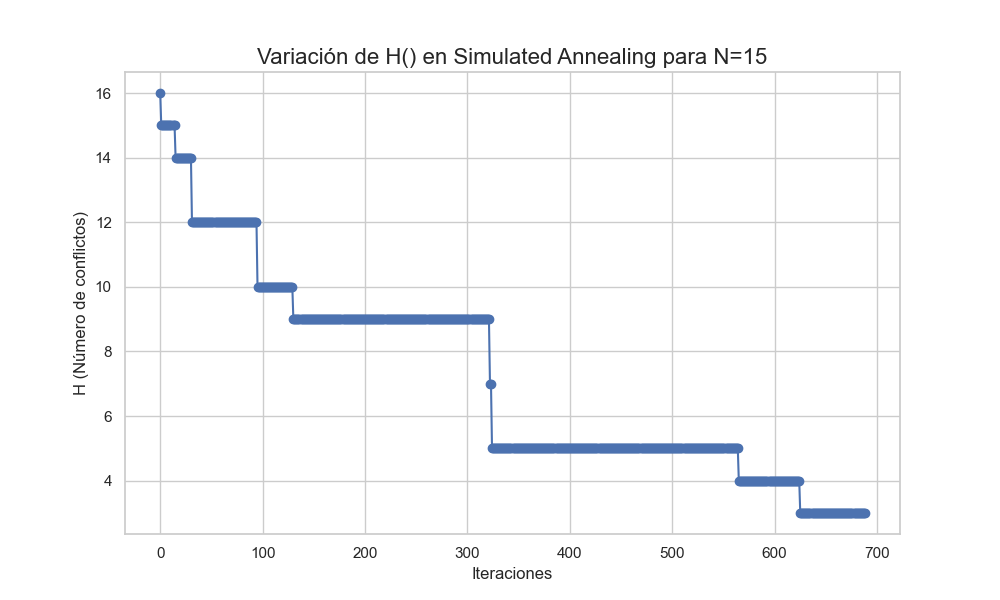 Variación de H() en Simulated Annealing para N=15
H (Número de conflictos)
16
14
12
10
8
6
4
0 100 200 300 400 500 600 700
Iteraciones